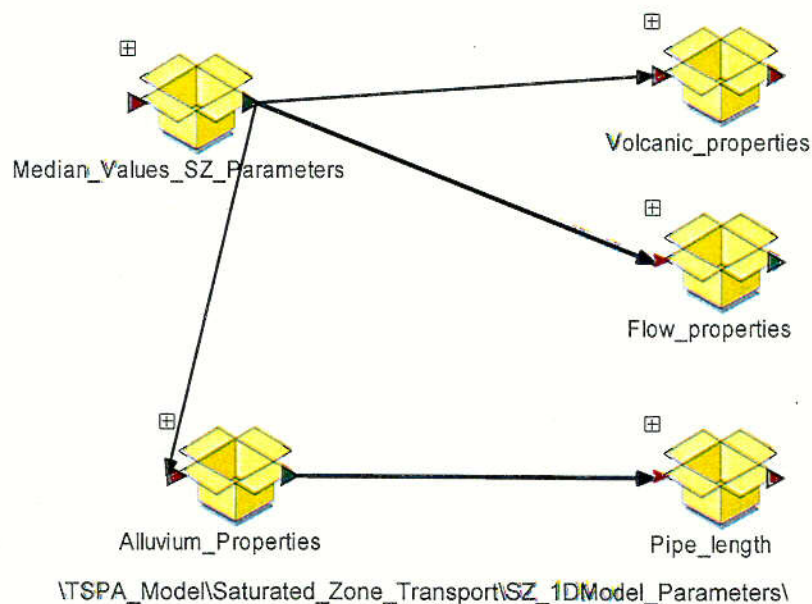 Volcanic_properties
Median_Values_SZ_Parameters
Flow_properties
Alluvium_Properties
Pipe_length
\TSPA_Model\Saturated_Zone_Transport\SZ_1DModel_Parameters\